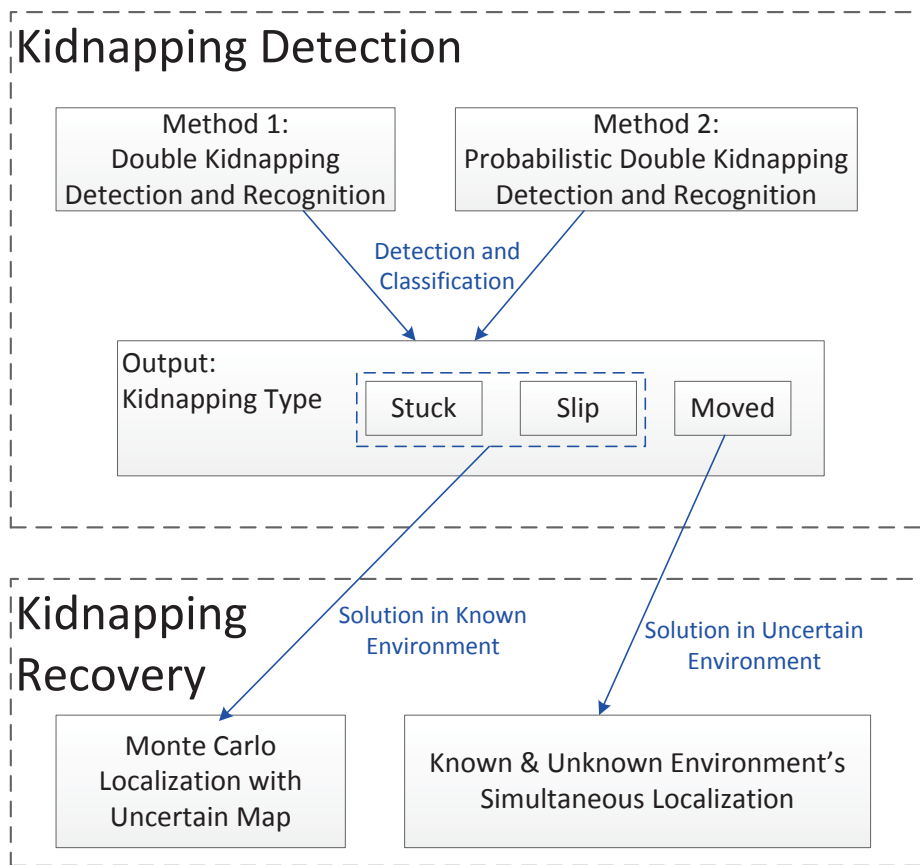 Kidnapping Detection
Method 1:
Double Kidnapping
Detection and Recognition
Method 2:
Probabilistic Double Kidnapping
Detection and Recognition
Detection and
Classification
Output:
Kidnapping Type
Stuck
Slip
Moved
Kidnapping
Recovery
Solution in Known
Environment
Solution in Uncertain
Environment
Monte Carlo
Localization with
Uncertain Map
Known & Unknown Environment's
Simultaneous Localization